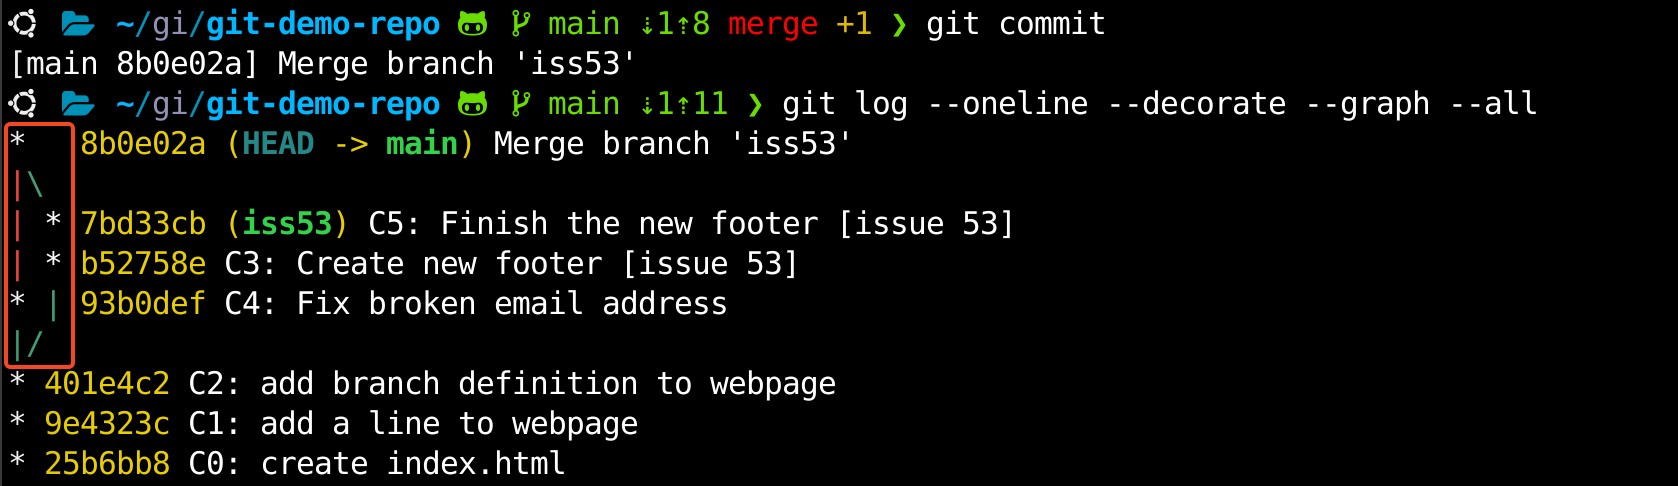 ~/gi/git-demo-repo main ⇣1⇡8 merge +1 ❯ git commit
[main 8b0e02a] Merge branch 'iss53'
~/gi/git-demo-repo main ⇣1⇡11 ❯ git log --oneline --decorate --graph --all
*   8b0e02a (HEAD -> main) Merge branch 'iss53'
|\
| * 7bd33cb (iss53) C5: Finish the new footer [issue 53]
| * b52758e C3: Create new footer [issue 53]
* | 93b0def C4: Fix broken email address
|/
* 401e4c2 C2: add branch definition to webpage
* 9e4323c C1: add a line to webpage
* 25b6bb8 C0: create index.html